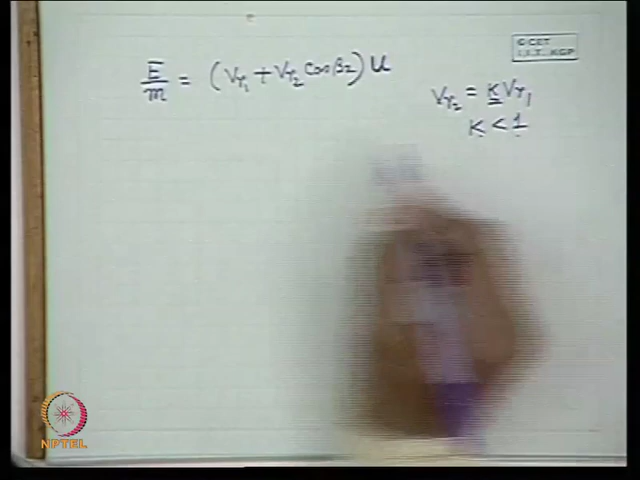 E/m = (Vr₁ + Vr₂ Cos β₂) u
Vr₂ = K Vr₁
K < 1
© CET
I.I.T. KGP
NPTEL